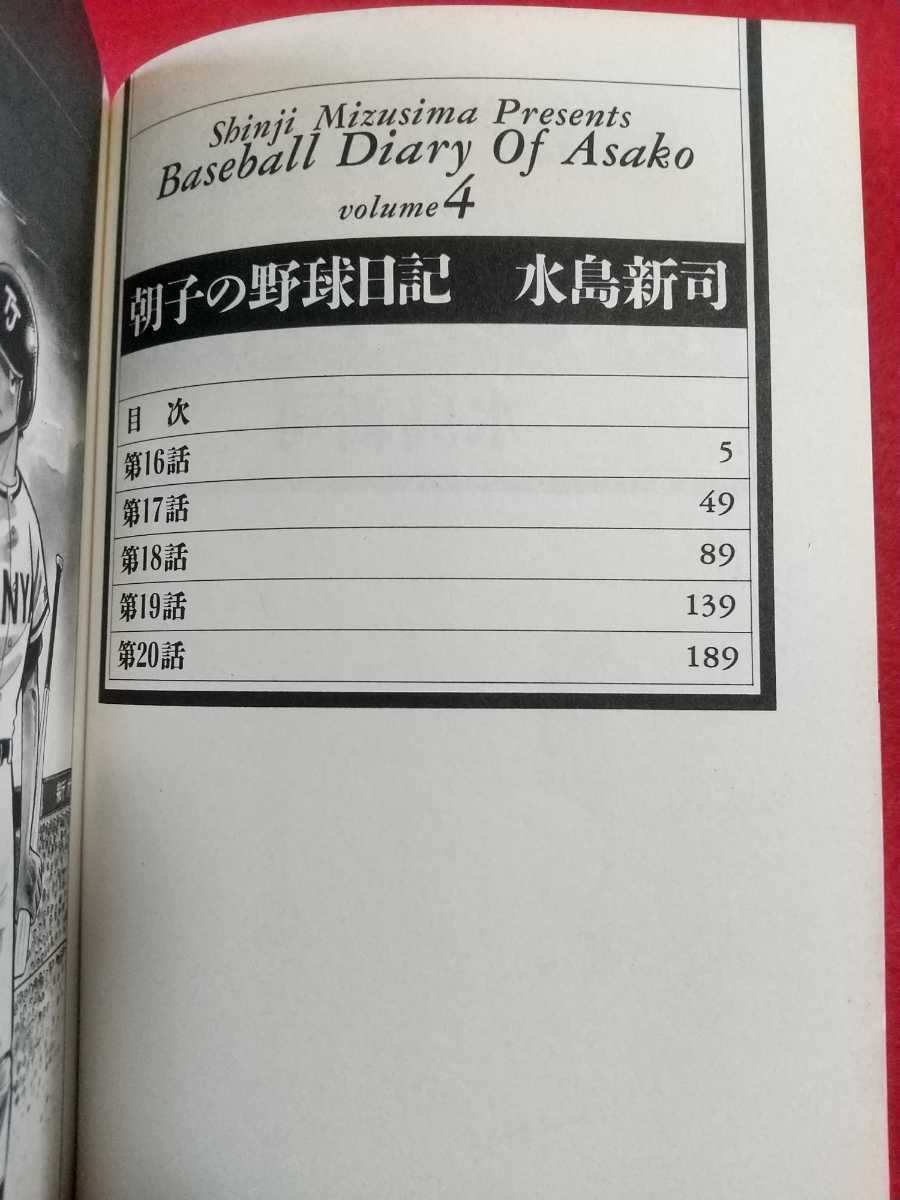 Shinji Mizusima Presents
Baseball Diary Of Asako
volume 4
朝子の野球日記 水島新司
目次
第16話 5
第17話 49
第18話 89
第19話 139
第20話 189
NY